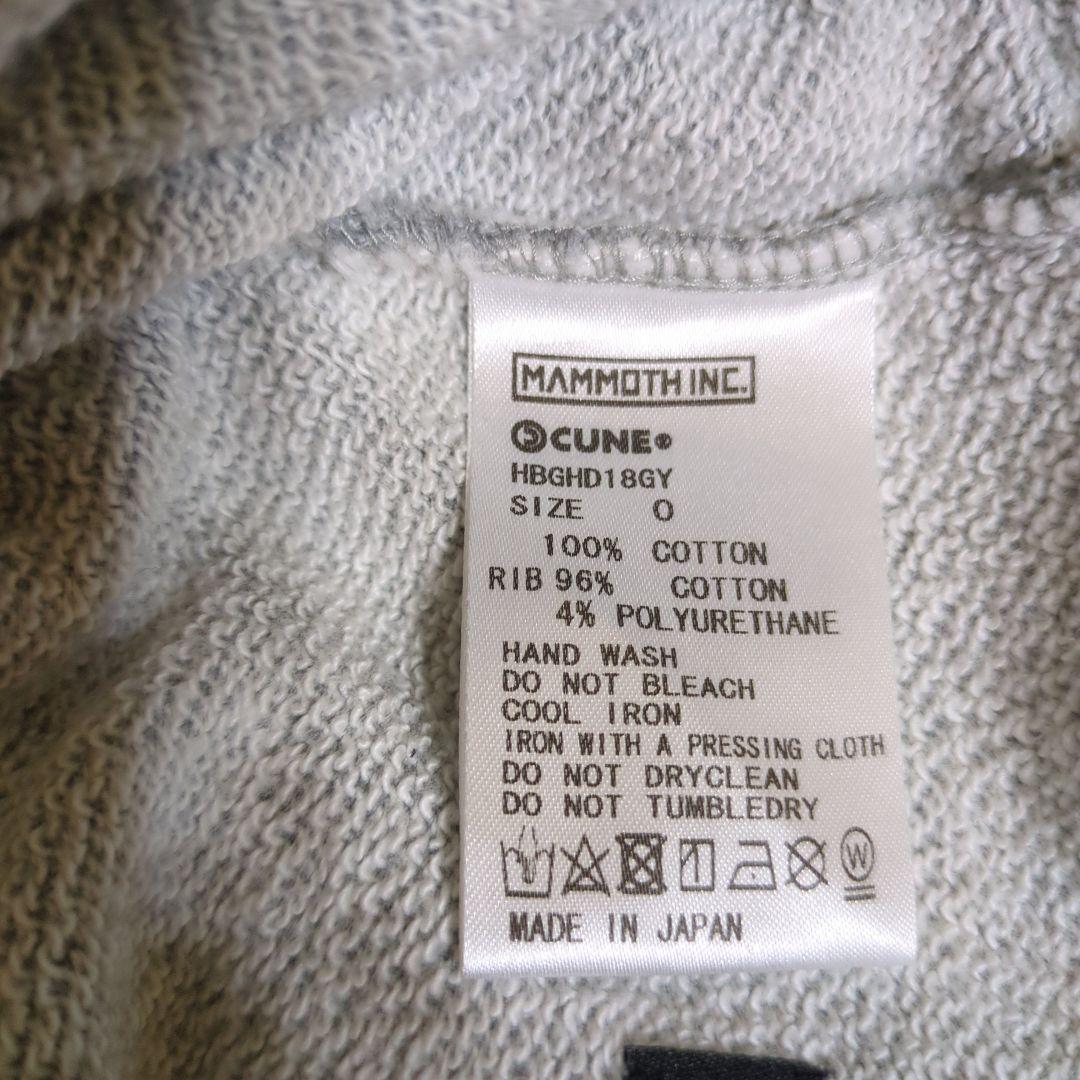 MAMMOTH INC.
CUNE®
HBGHD18GY
SIZE 0
100% COTTON
RIB 96% COTTON
4% POLYURETHANE
HAND WASH
DO NOT BLEACH
COOL IRON
IRON WITH A PRESSING CLOTH
DO NOT DRYCLEAN
DO NOT TUMBLEDRY
W
MADE IN JAPAN